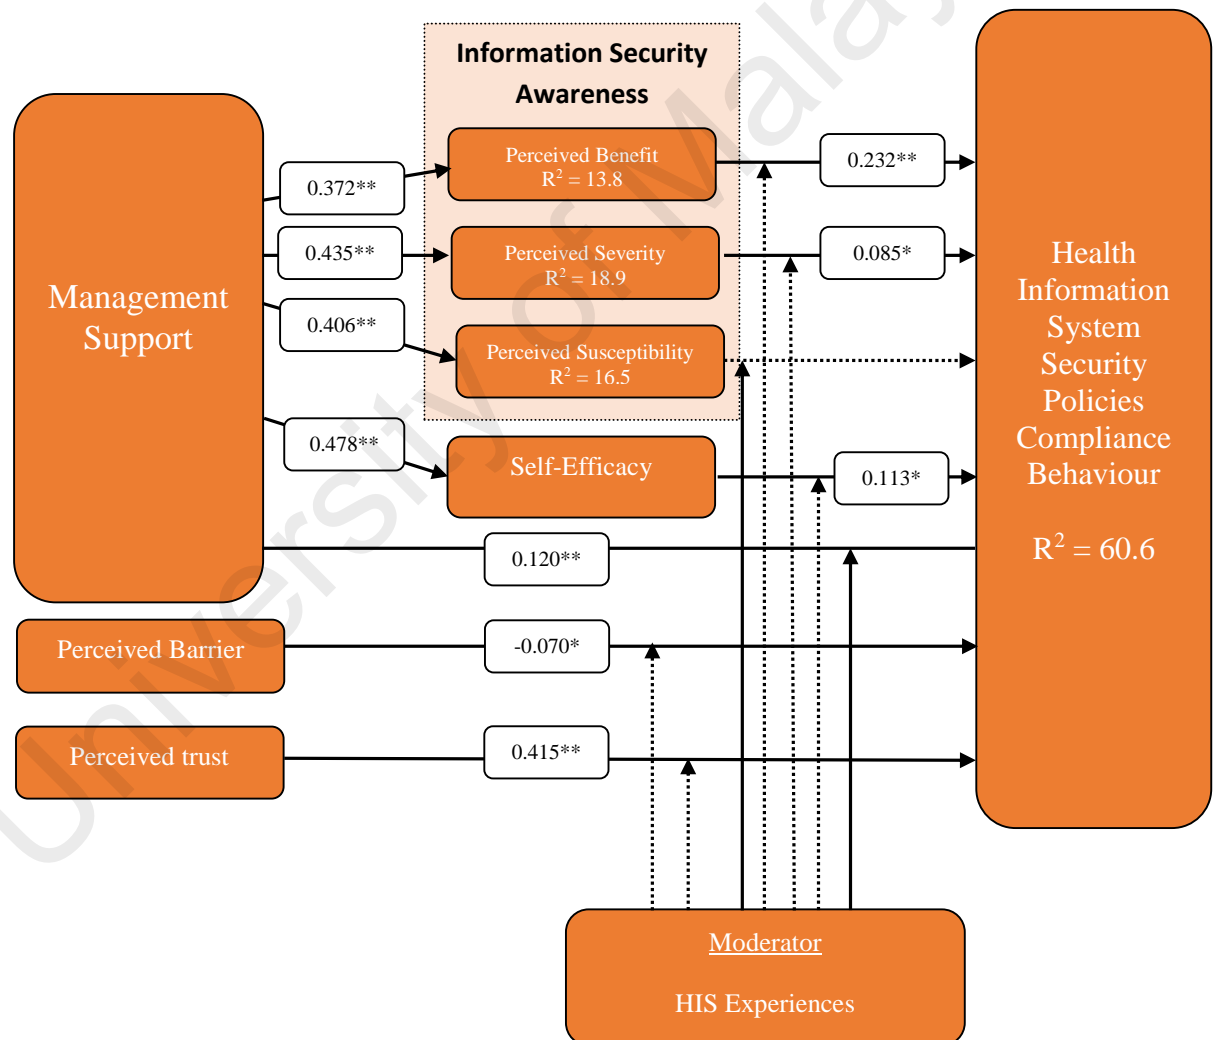 Information Security
Awareness
Management
Support
0.372**
0.435**
0.406**
0.478**
Perceived Benefit
R² = 13.8
Perceived Severity
R² = 18.9
Perceived Susceptibility
R² = 16.5
Self-Efficacy
0.232**
0.085*
0.113*
0.120**
Perceived Barrier
-0.070*
Perceived trust
0.415**
Health
Information
System
Security
Policies
Compliance
Behaviour
R² = 60.6
Moderator
HIS Experiences
University of Malay